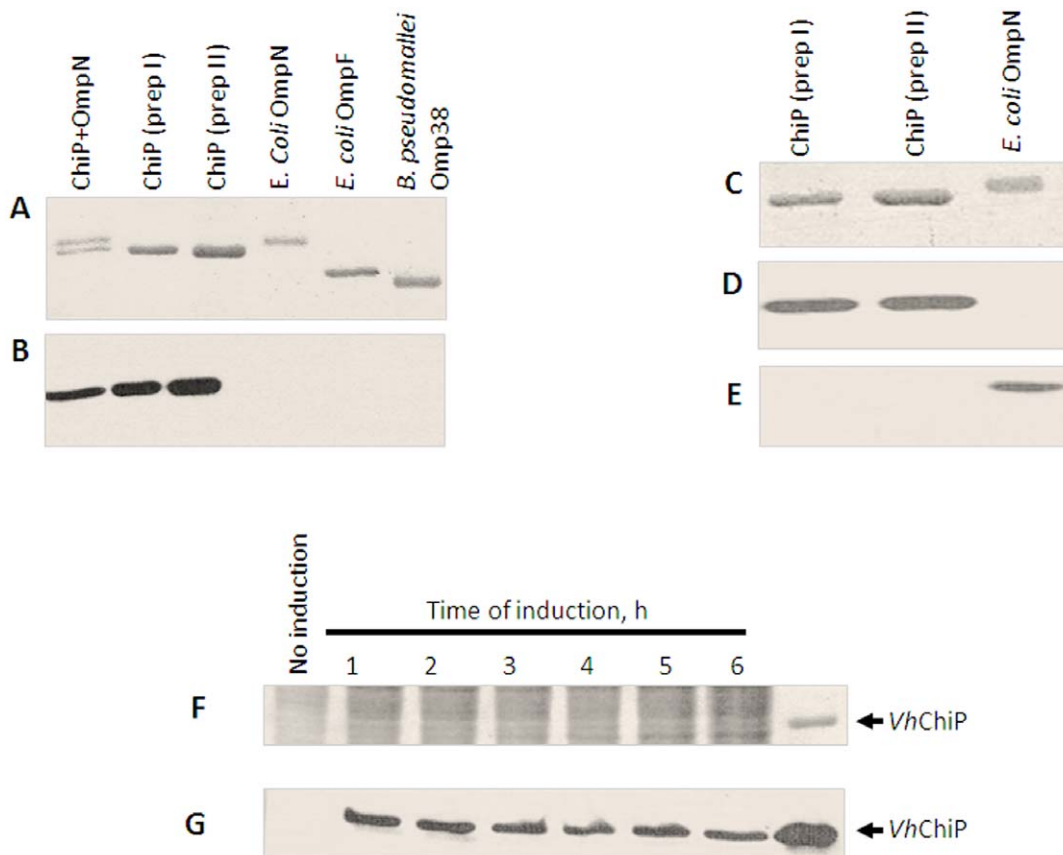 ChiP+OmpN
ChiP (prep I)
ChiP (prep II)
E. Coli OmpN
E. coli OmpF
B. pseudomallei
Omp38
A
B
ChiP (prep I)
ChiP (prep II)
E. coli OmpN
C
D
E
No induction
Time of induction, h
1 2 3 4 5 6
F
VhChiP
G
VhChiP